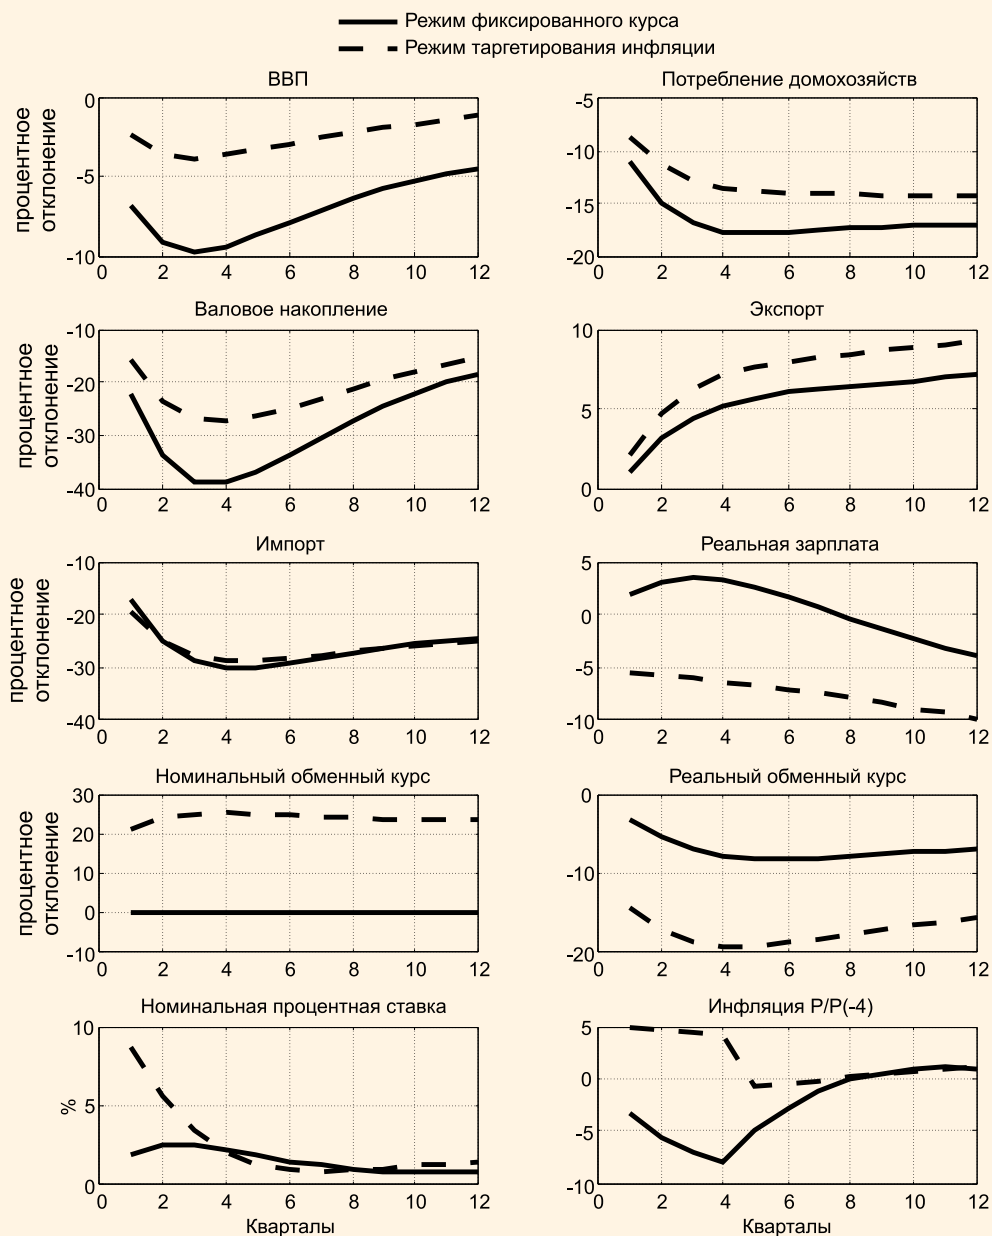 Режим фиксированного курса
Режим таргетирования инфляции
ВВП
процентное
отклонение
0
-5
-10
0 2 4 6 8 10 12
Потребление домохозяйств
-5
-10
-15
-20
0 2 4 6 8 10 12
Валовое накопление
процентное
отклонение
-10
-20
-30
-40
0 2 4 6 8 10 12
Экспорт
10
5
0
0 2 4 6 8 10 12
Импорт
процентное
отклонение
-10
-20
-30
-40
0 2 4 6 8 10 12
Реальная зарплата
5
0
-5
-10
0 2 4 6 8 10 12
Номинальный обменный курс
процентное
отклонение
30
20
10
0
-10
0 2 4 6 8 10 12
Реальный обменный курс
0
-10
-20
0 2 4 6 8 10 12
Номинальная процентная ставка
%
10
5
0
0 2 4 6 8 10 12
Кварталы
Инфляция P/P(-4)
5
0
-5
-10
0 2 4 6 8 10 12
Кварталы